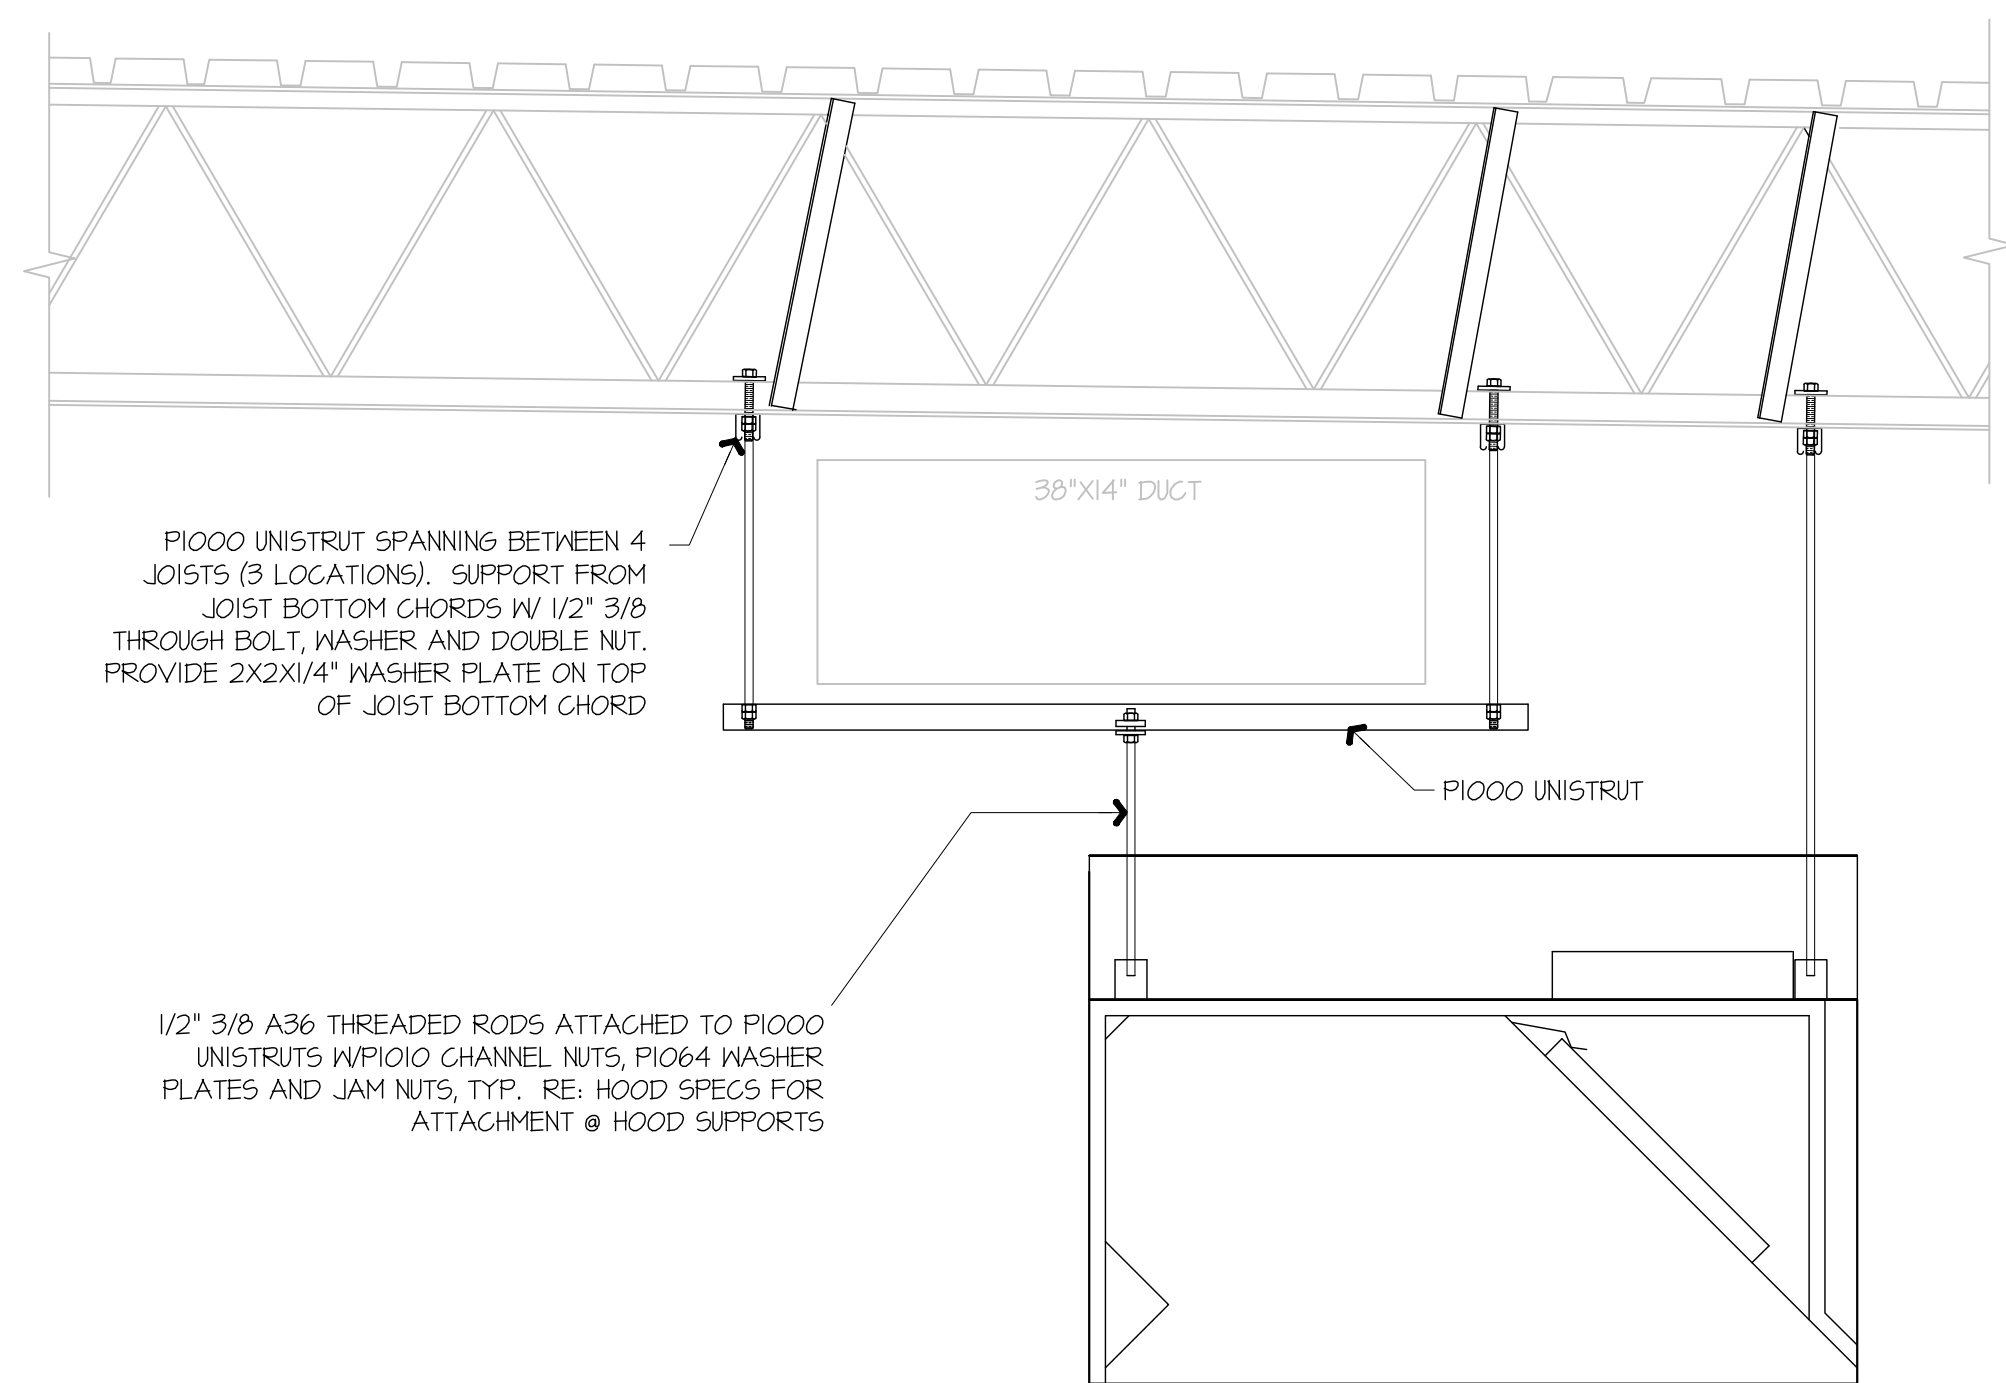 38"X14" DUCT
P1000 UNISTRUT SPANNING BETWEEN 4
JOISTS (3 LOCATIONS).  SUPPORT FROM
JOIST BOTTOM CHORDS W/ 1/2" 3/8
THROUGH BOLT, WASHER AND DOUBLE NUT.
PROVIDE 2X2X1/4" WASHER PLATE ON TOP
OF JOIST BOTTOM CHORD
P1000 UNISTRUT
1/2" 3/8 A36 THREADED RODS ATTACHED TO P1000
UNISTRUTS W/P1010 CHANNEL NUTS, P1064 WASHER
PLATES AND JAM NUTS, TYP.  RE: HOOD SPECS FOR
ATTACHMENT @ HOOD SUPPORTS